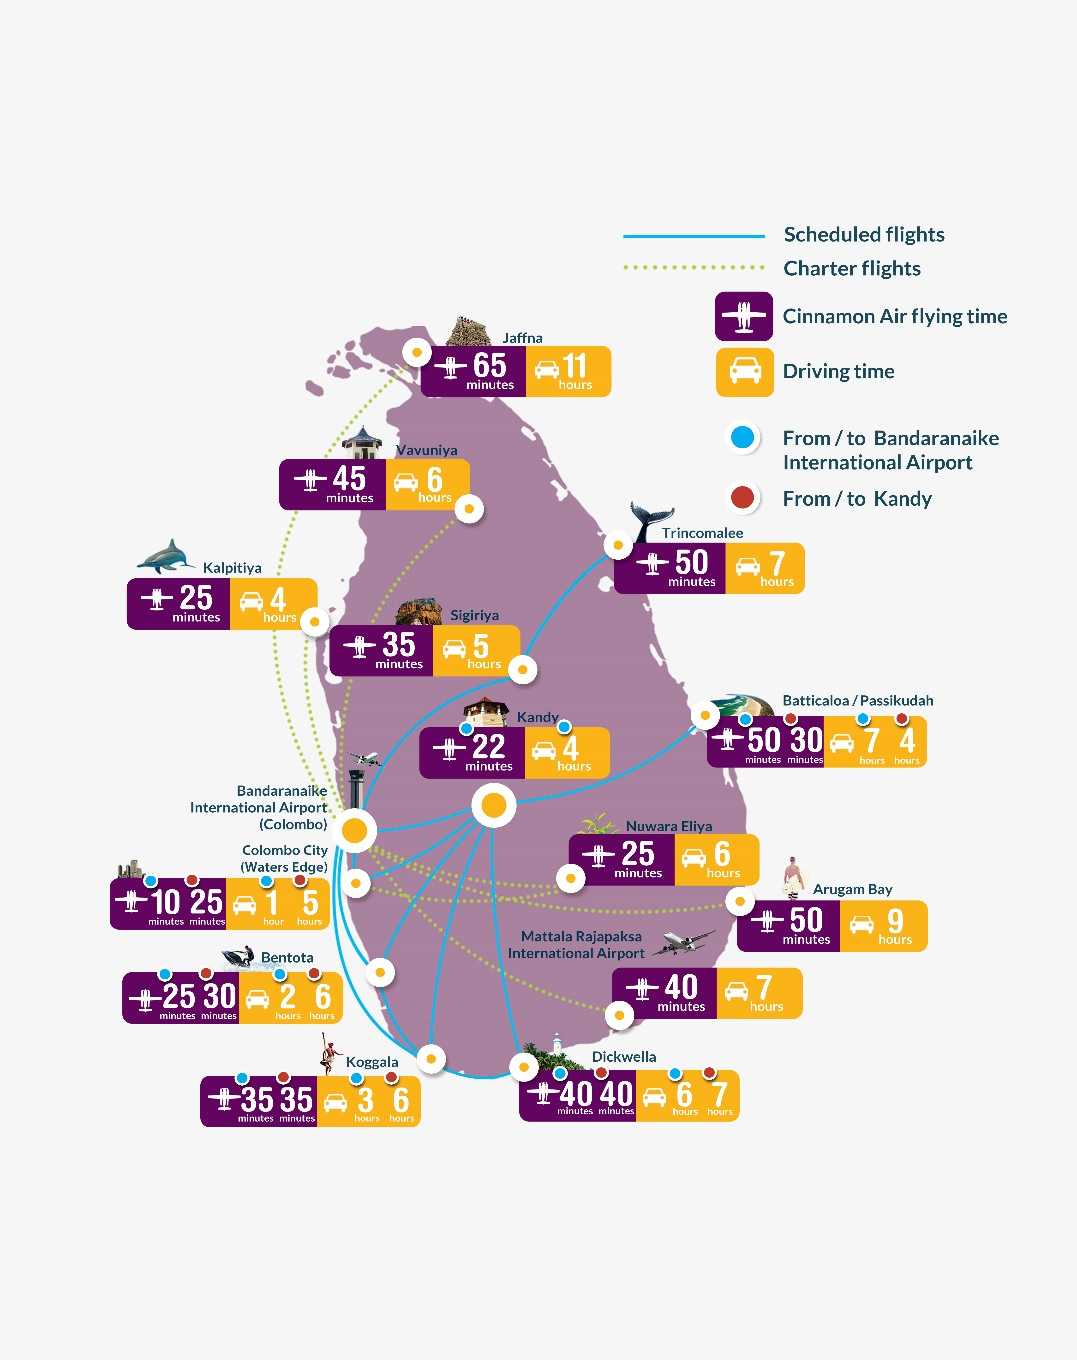 Scheduled flights
Charter flights
Cinnamon Air flying time
Driving time
From / to Bandaranaike
International Airport
From / to Kandy
Jaffna
65 11
minutes hours
Vavuniya
45 6
minutes hours
Trincomalee
50 7
minutes hours
Kalpitiya
25 4
minutes hours
Sigiriya
35 5
minutes hours
Batticaloa / Passikudah
50 30 7 4
minutes minutes hours hours
Kandy
22 4
minutes hours
Bandaranaike
International Airport
(Colombo)
Colombo City
(Waters Edge)
10 25 1 5
minutes minutes hour hours
Nuwara Eliya
25 6
minutes hours
Arugam Bay
50 9
minutes hours
Mattala Rajapaksa
International Airport
40 7
minutes hours
Bentota
25 30 2 6
minutes minutes hours hours
Koggala
35 35 3 6
minutes minutes hours hours
Dickwella
40 40 6 7
minutes minutes hours hours